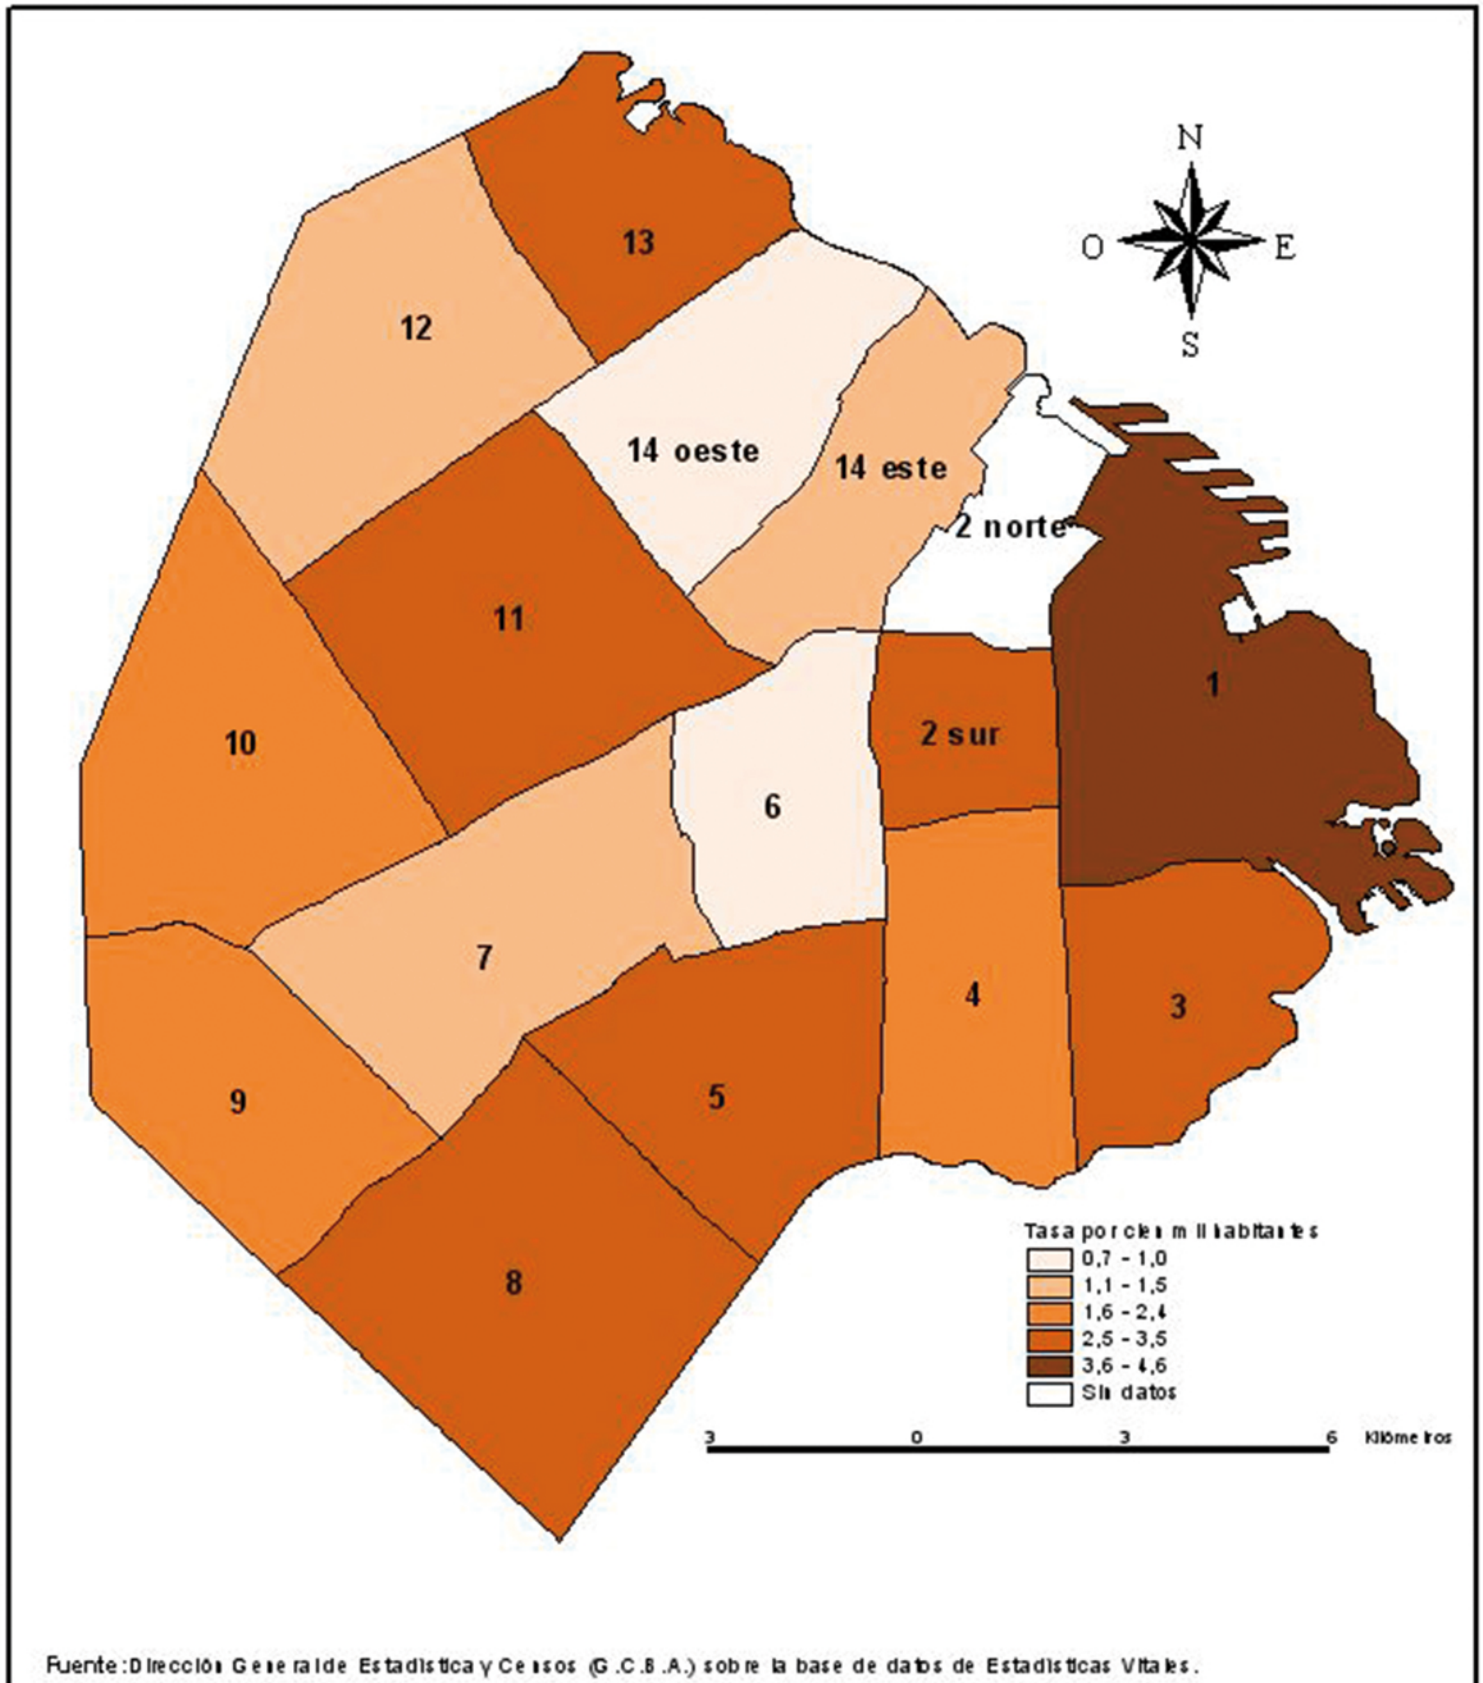 N
O E
S
13
12
14 oeste
14 este
2 norte
11
1
2 sur
10
6
7
4
3
5
9
8
Tasa por cien mil habitantes
0,7 - 1,0
1,1 - 1,5
1,6 - 2,4
2,5 - 3,5
3,6 - 4,6
Sin datos
3 0 3 6 Kilómetros
Fuente: Dirección General de Estadística y Censos (G.C.B.A.) sobre la base de datos de Estadísticas Vitales.